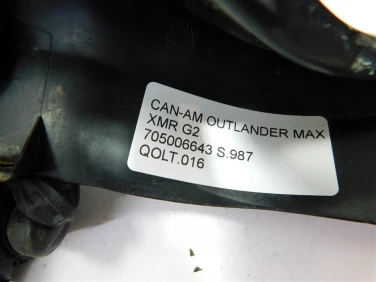 CAN-AM OUTLANDER MAX
XMR G2
705006643 S.987
QOLT.016